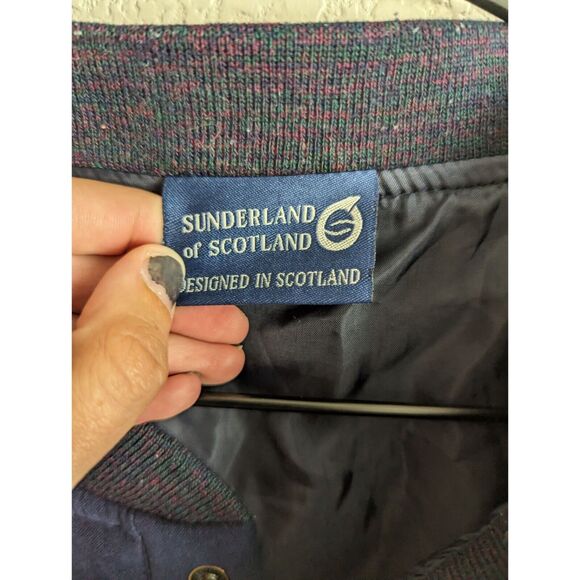 SUNDERLAND
of SCOTLAND
DESIGNED IN SCOTLAND